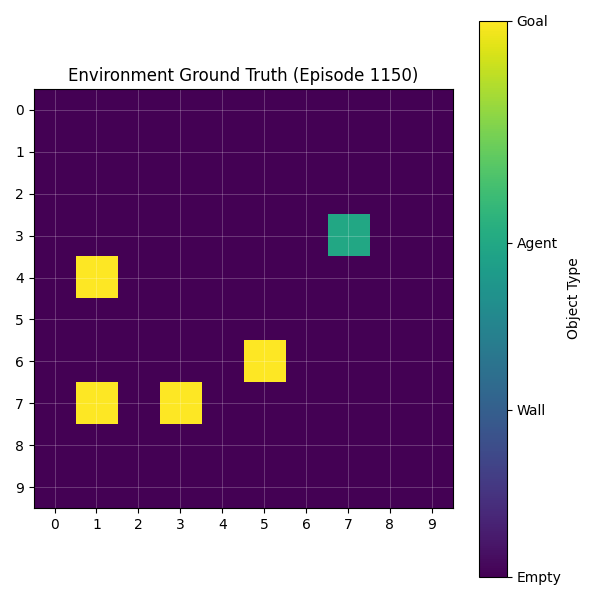 Environment Ground Truth (Episode 1150)
0
1
2
3
4
5
6
7
8
9
0 1 2 3 4 5 6 7 8 9
Goal
Agent
Wall
Empty
Object Type